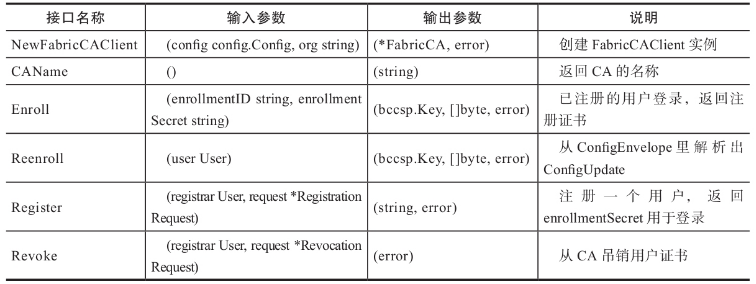 接口名称 输入参数 输出参数 说明
NewFabricCAClient (config config.Config, org string) (*FabricCA, error) 创建 FabricCAClient 实例
CAName () (string) 返回 CA 的名称
Enroll (enrollmentID string, enrollment Secret string) (bccsp.Key, []byte, error) 已注册的用户登录，返回注册证书
Reenroll (user User) (bccsp.Key, []byte, error) 从 ConfigEnvelope 里解析出 ConfigUpdate
Register (registrar User, request *Registration Request) (string, error) 注册一个用户，返回 enrollmentSecret 用于登录
Revoke (registrar User, request *Revocation Request) (error) 从 CA 吊销用户证书